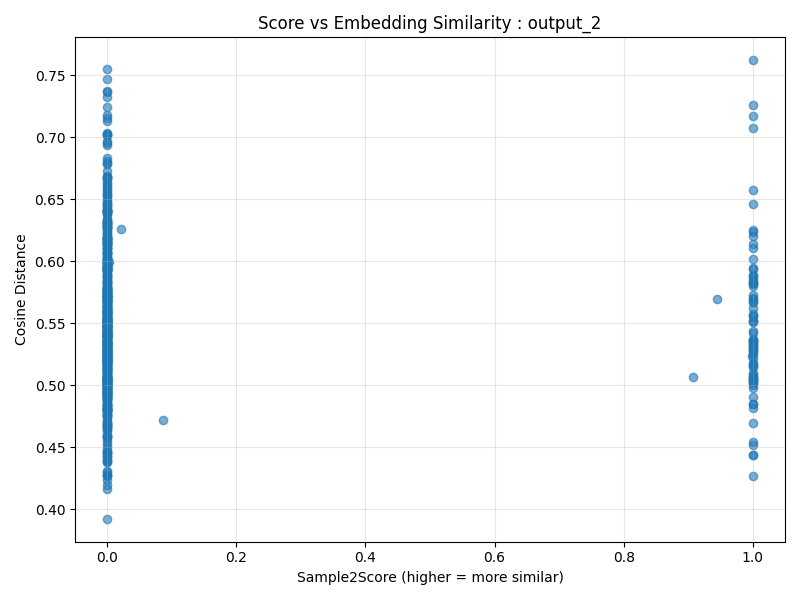 Score vs Embedding Similarity : output_2
Cosine Distance
0.75
0.70
0.65
0.60
0.55
0.50
0.45
0.40
0.0 0.2 0.4 0.6 0.8 1.0
Sample2Score (higher = more similar)